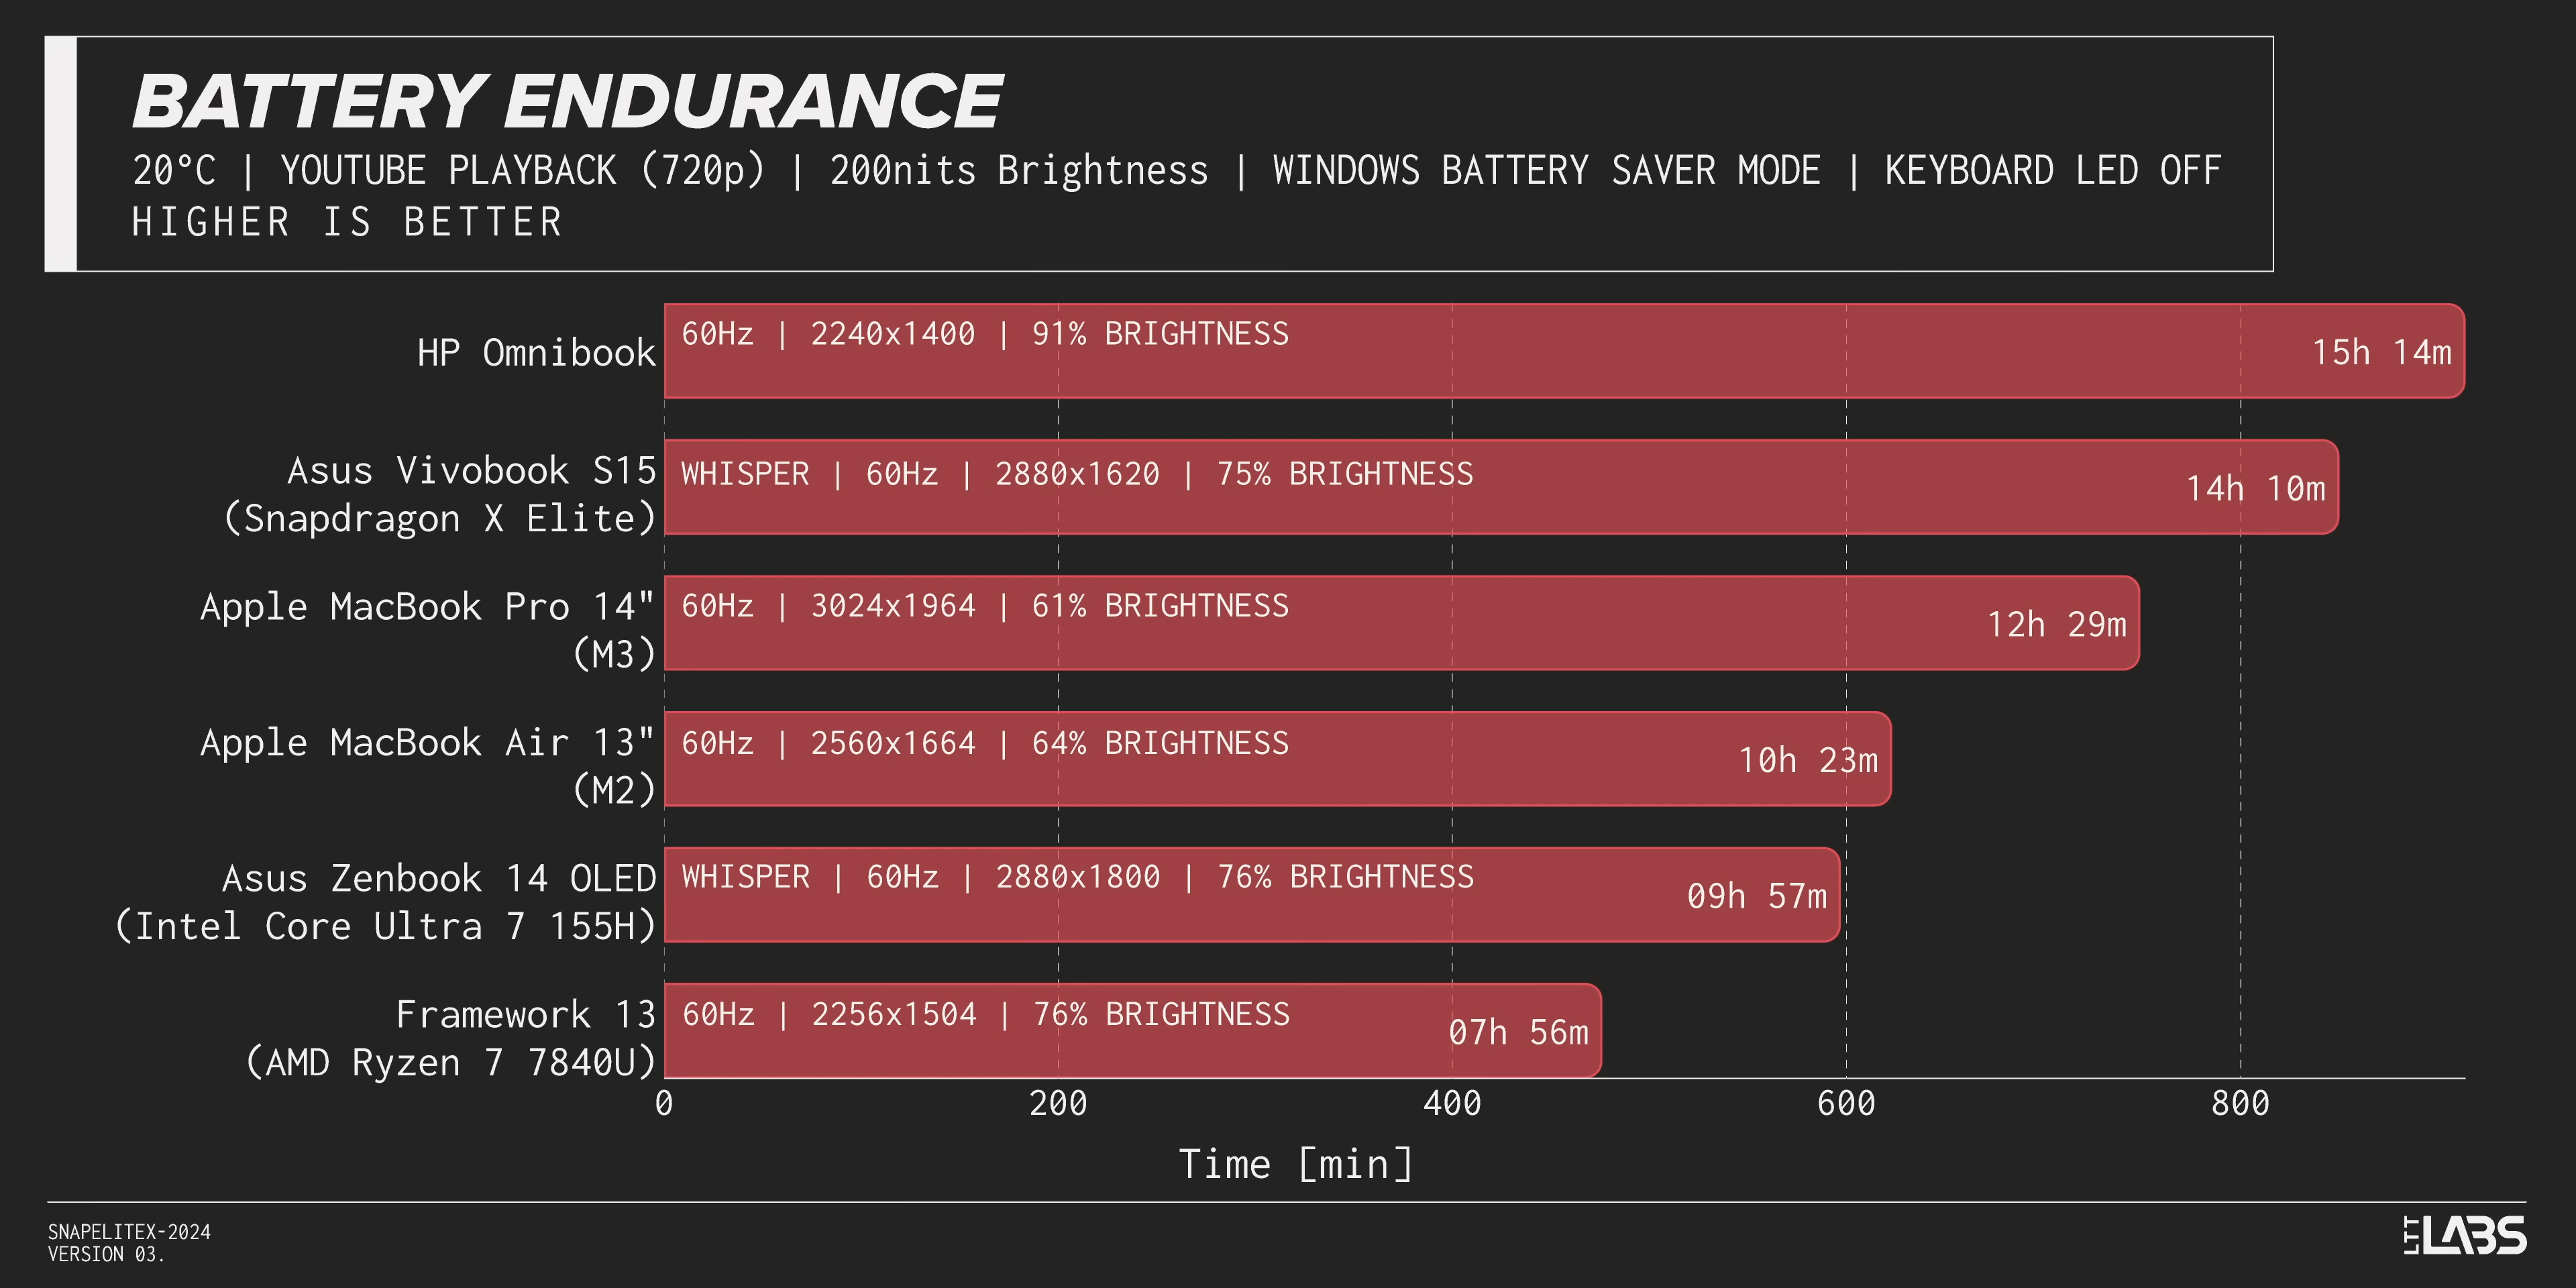 BATTERY ENDURANCE
20°C | YOUTUBE PLAYBACK (720p) | 200nits Brightness | WINDOWS BATTERY SAVER MODE | KEYBOARD LED OFF
HIGHER IS BETTER
HP Omnibook
60Hz | 2240x1400 | 91% BRIGHTNESS
15h 14m
Asus Vivobook S15
(Snapdragon X Elite)
WHISPER | 60Hz | 2880x1620 | 75% BRIGHTNESS
14h 10m
Apple MacBook Pro 14"
(M3)
60Hz | 3024x1964 | 61% BRIGHTNESS
12h 29m
Apple MacBook Air 13"
(M2)
60Hz | 2560x1664 | 64% BRIGHTNESS
10h 23m
Asus Zenbook 14 OLED
(Intel Core Ultra 7 155H)
WHISPER | 60Hz | 2880x1800 | 76% BRIGHTNESS
09h 57m
Framework 13
(AMD Ryzen 7 7840U)
60Hz | 2256x1504 | 76% BRIGHTNESS
07h 56m
0 200 400 600 800
Time [min]
SNAPELITEX-2024
VERSION 03.
LTT LABS